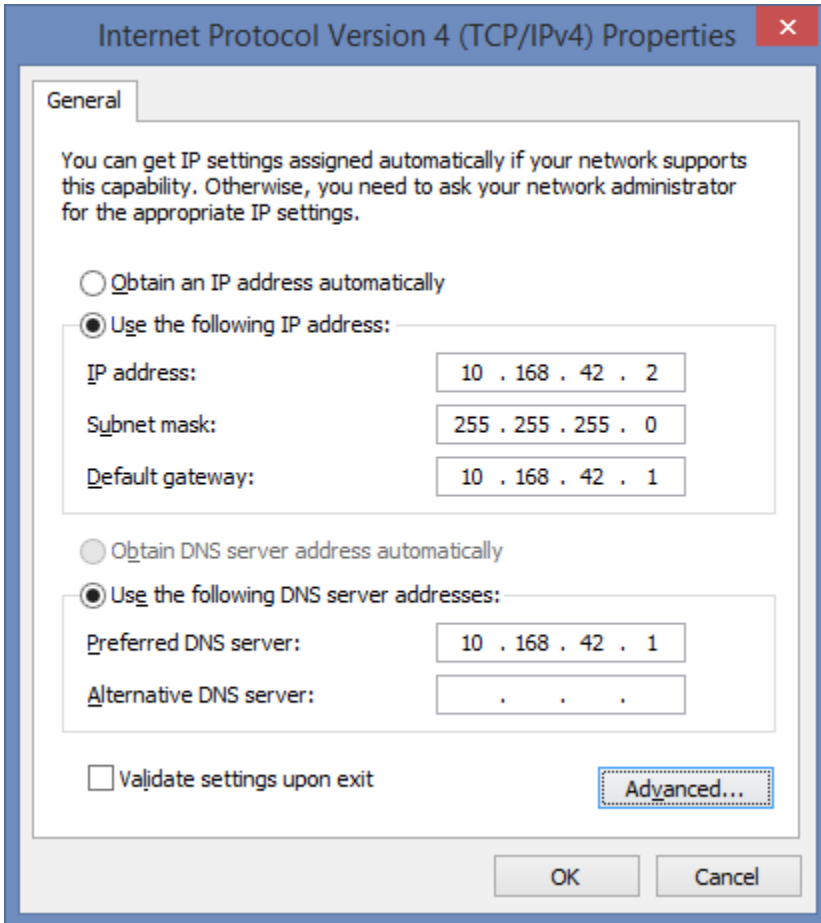 Internet Protocol Version 4 (TCP/IPv4) Properties
General
You can get IP settings assigned automatically if your network supports
this capability. Otherwise, you need to ask your network administrator
for the appropriate IP settings.
Obtain an IP address automatically
Use the following IP address:
IP address: 10 . 168 . 42 . 2
Subnet mask: 255 . 255 . 255 . 0
Default gateway: 10 . 168 . 42 . 1
Obtain DNS server address automatically
Use the following DNS server addresses:
Preferred DNS server: 10 . 168 . 42 . 1
Alternative DNS server: . . .
Validate settings upon exit
Advanced...
OK Cancel